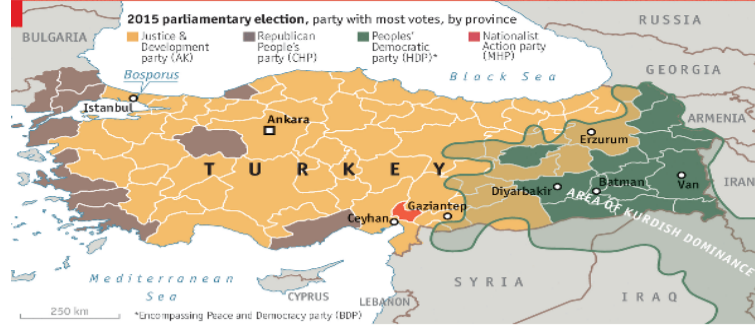 2015 parliamentary election, party with most votes, by province
Justice &
Development
party (AK)
Republican
People's
party (CHP)
Peoples'
Democratic
party (HDP)*
Nationalist
Action party
(MHP)
RUSSIA
BULGARIA
Bosporus
Black Sea
GEORGIA
Istanbul
Ankara
ARMENIA
Erzurum
TURKEY
Diyarbakir
Batman
Van
IRAN
AREA OF KURDISH DOMINANCE
Gaziantep
Ceyhan
Mediterranean
Sea
CYPRUS
LEBANON
SYRIA
IRAQ
250 km
*Encompassing Peace and Democracy party (BDP)